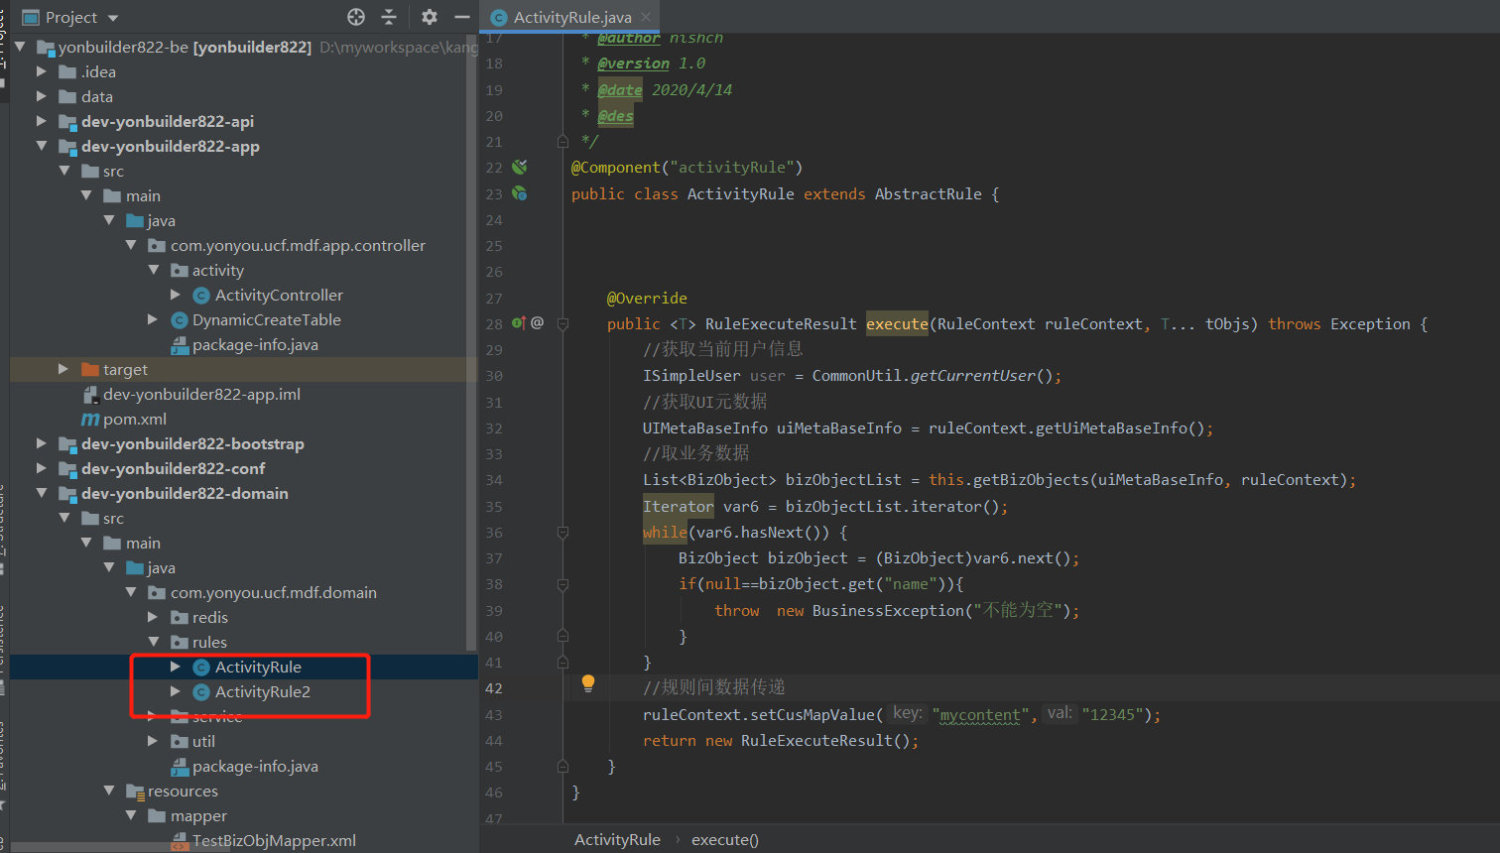 Project
ActivityRule.java
yonbuilder822-be [yonbuilder822] D:\myworkspace\kang
.idea
data
dev-yonbuilder822-api
dev-yonbuilder822-app
src
main
java
com.yonyou.ucf.mdf.app.controller
activity
ActivityController
DynamicCreateTable
package-info.java
target
dev-yonbuilder822-app.iml
pom.xml
dev-yonbuilder822-bootstrap
dev-yonbuilder822-conf
dev-yonbuilder822-domain
src
main
java
com.yonyou.ucf.mdf.domain
redis
rules
ActivityRule
ActivityRule2
service
util
package-info.java
resources
mapper
TestBizObjMapper.xml
17 * @author nishch
18 * @version 1.0
19 * @date 2020/4/14
20 * @des
21 */
22 @Component("activityRule")
23 public class ActivityRule extends AbstractRule {
24
25
26
27 @Override
28 public <T> RuleExecuteResult execute(RuleContext ruleContext, T... tObjs) throws Exception {
29 //获取当前用户信息
30 ISimpleUser user = CommonUtil.getCurrentUser();
31 //获取UI元数据
32 UIMetaBaseInfo uiMetaBaseInfo = ruleContext.getUiMetaBaseInfo();
33 //取业务数据
34 List<BizObject> bizObjectList = this.getBizObjects(uiMetaBaseInfo, ruleContext);
35 Iterator var6 = bizObjectList.iterator();
36 while(var6.hasNext()) {
37 BizObject bizObject = (BizObject)var6.next();
38 if(null==bizObject.get("name")){
39 throw new BusinessException("不能为空");
40 }
41 }
42 //规则问数据传递
43 ruleContext.setCusMapValue( key: "mycontent", val: "12345");
44 return new RuleExecuteResult();
45 }
46 }
47
ActivityRule › execute()